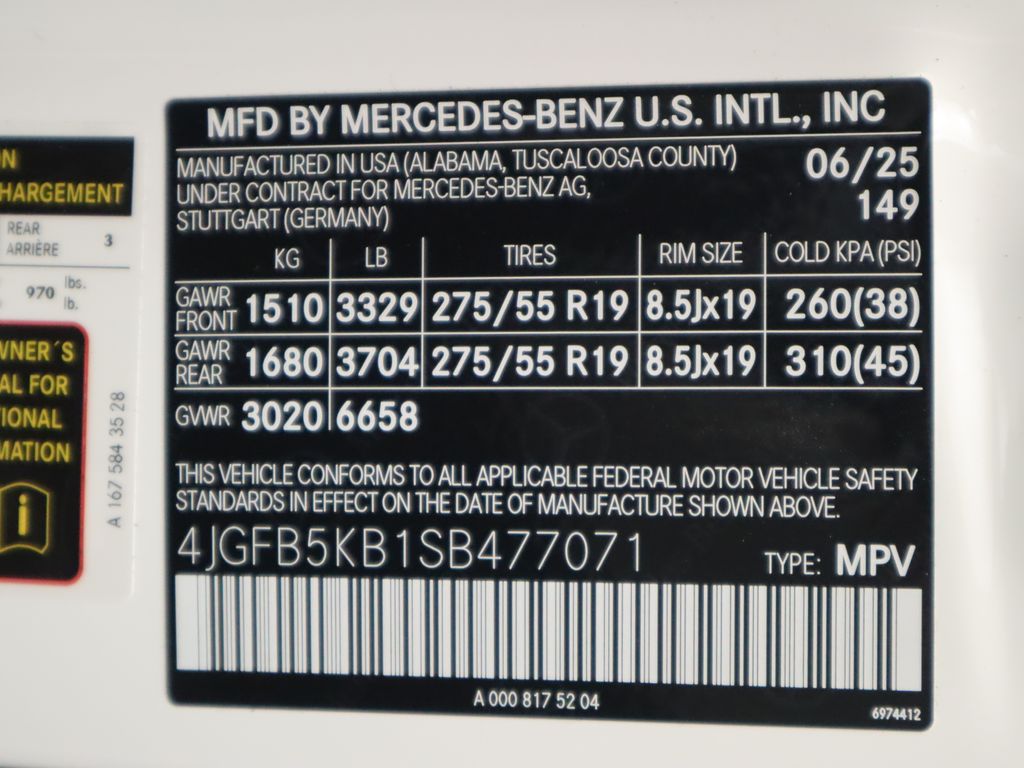 MFD BY MERCEDES-BENZ U.S. INTL., INC
MANUFACTURED IN USA (ALABAMA, TUSCALOOSA COUNTY) 06/25
UNDER CONTRACT FOR MERCEDES-BENZ AG, 149
STUTTGART (GERMANY)
KG LB TIRES RIM SIZE COLD KPA (PSI)
GAWR FRONT 1510 3329 275/55 R19 8.5Jx19 260(38)
GAWR REAR 1680 3704 275/55 R19 8.5Jx19 310(45)
GVWR 3020 6658
THIS VEHICLE CONFORMS TO ALL APPLICABLE FEDERAL MOTOR VEHICLE SAFETY
STANDARDS IN EFFECT ON THE DATE OF MANUFACTURE SHOWN ABOVE.
4JGFB5KB1SB477071 TYPE: MPV
A 000 817 52 04
6974412
REAR
ARRIÈRE 3
970 lbs.
lb.
AL FOR
A 167 584 35 28